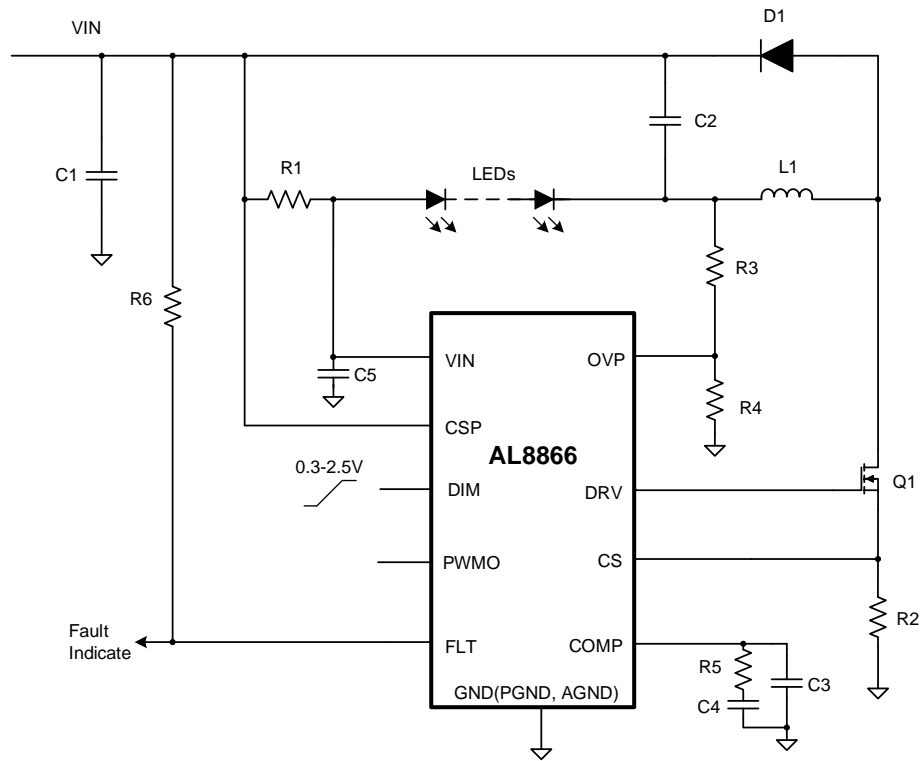 VIN
D1
C2
C1
R1
LEDs
L1
R3
R6
VIN
OVP
C5
CSP
R4
AL8866
0.3-2.5V
DIM
DRV
Q1
PWMO
CS
R2
Fault
Indicate
FLT
COMP
R5
C3
C4
GND(PGND, AGND)